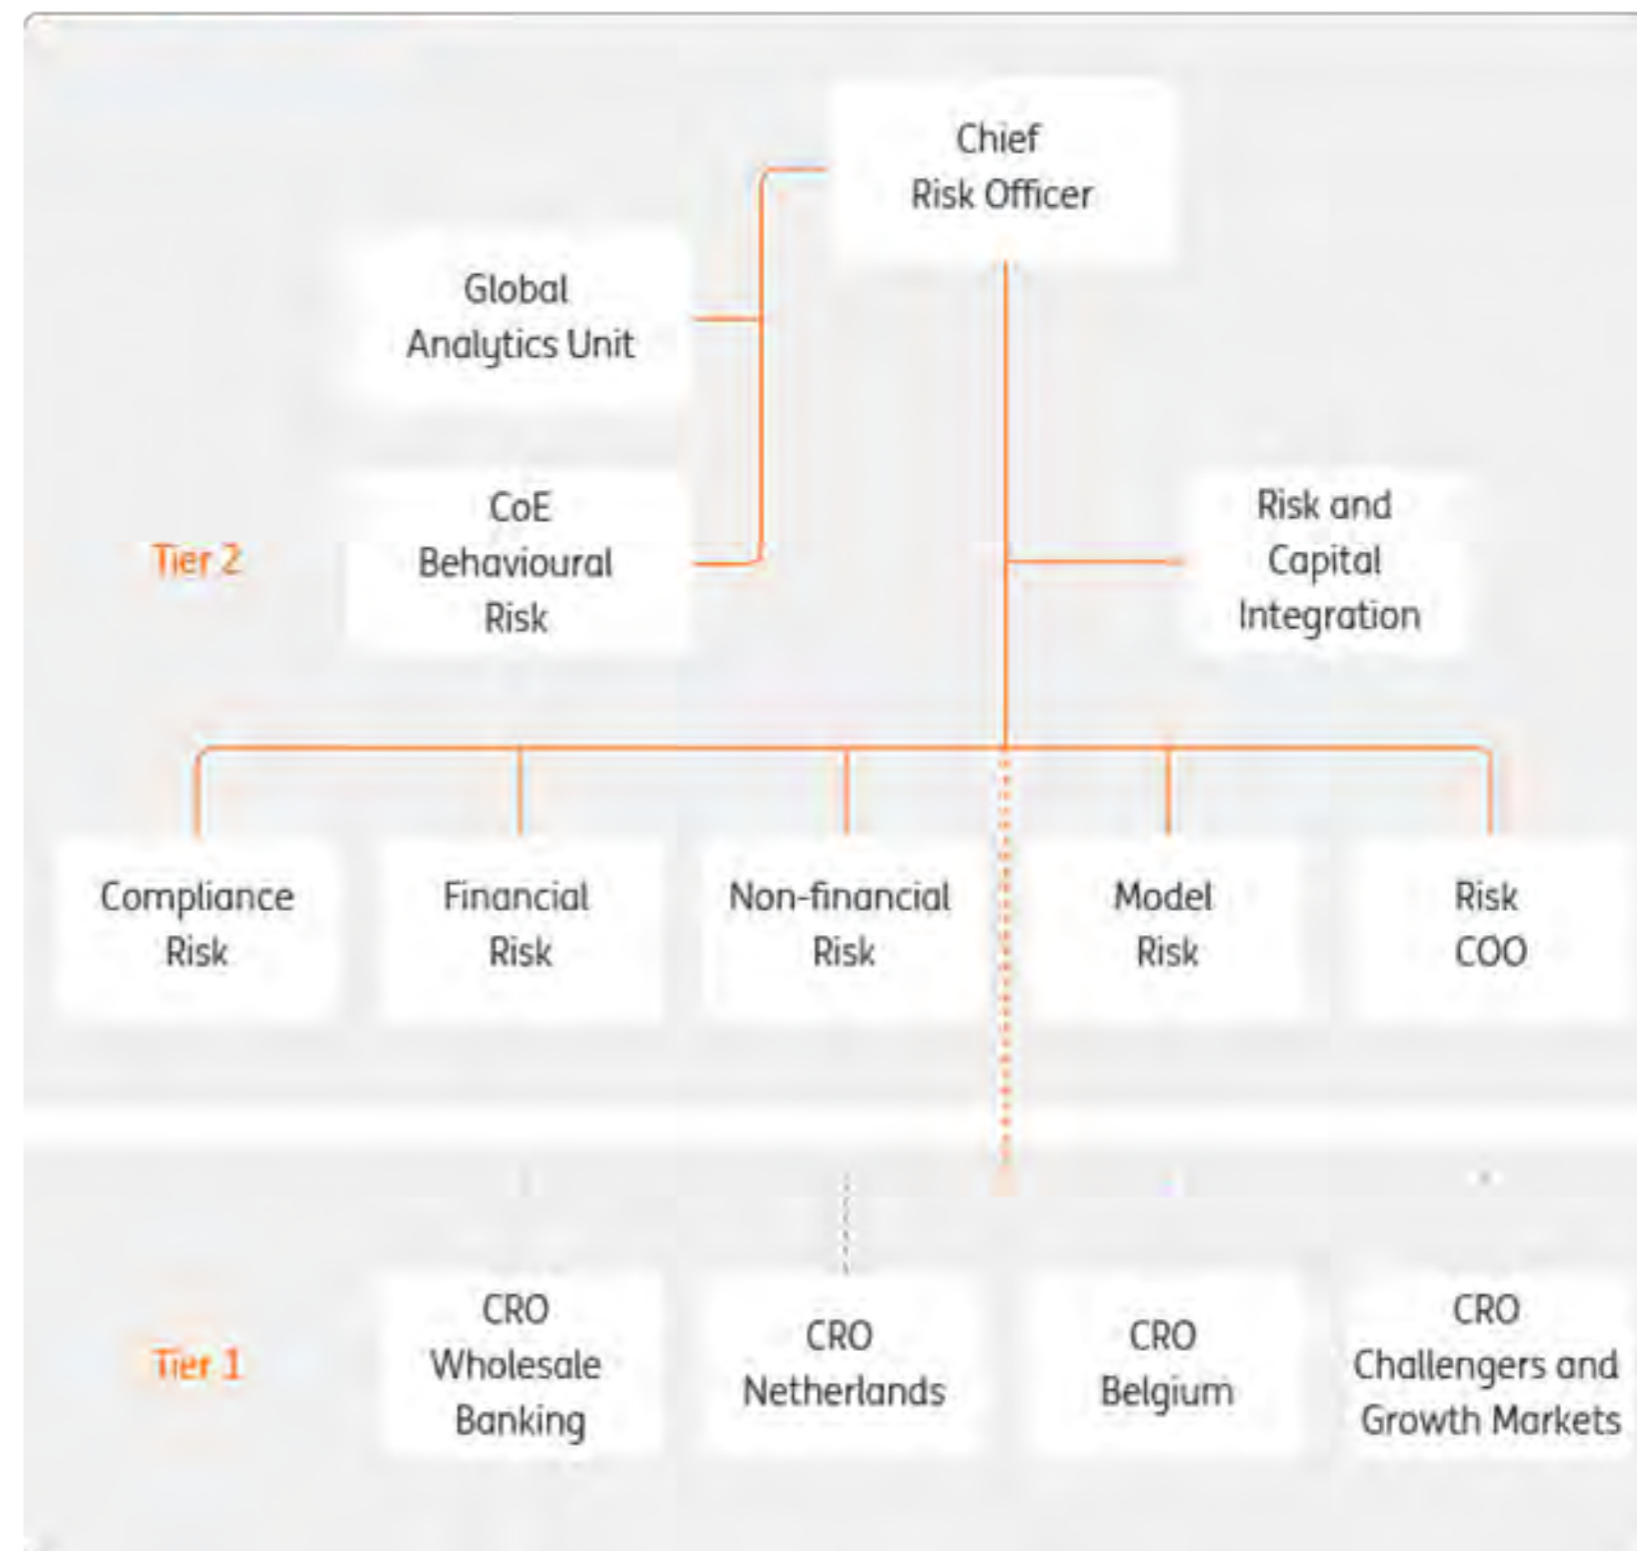 Chief
Risk Officer
Global
Analytics Unit
CoE
Behavioural
Risk
Risk and
Capital
Integration
Tier 2
Compliance
Risk
Financial
Risk
Non-financial
Risk
Model
Risk
Risk
COO
Tier 1
CRO
Wholesale
Banking
CRO
Netherlands
CRO
Belgium
CRO
Challengers and
Growth Markets